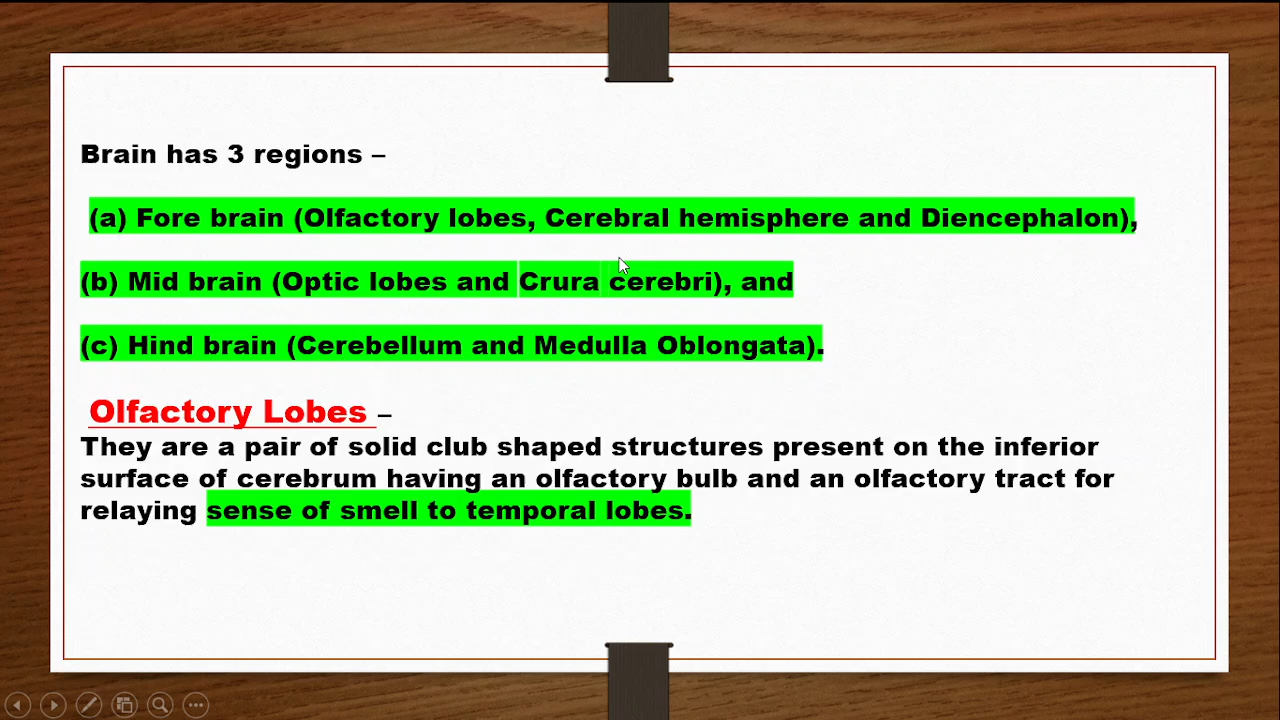 Brain has 3 regions –
(a) Fore brain (Olfactory lobes, Cerebral hemisphere and Diencephalon),
(b) Mid brain (Optic lobes and Crura cerebri), and
(c) Hind brain (Cerebellum and Medulla Oblongata).
Olfactory Lobes –
They are a pair of solid club shaped structures present on the inferior
surface of cerebrum having an olfactory bulb and an olfactory tract for
relaying sense of smell to temporal lobes.